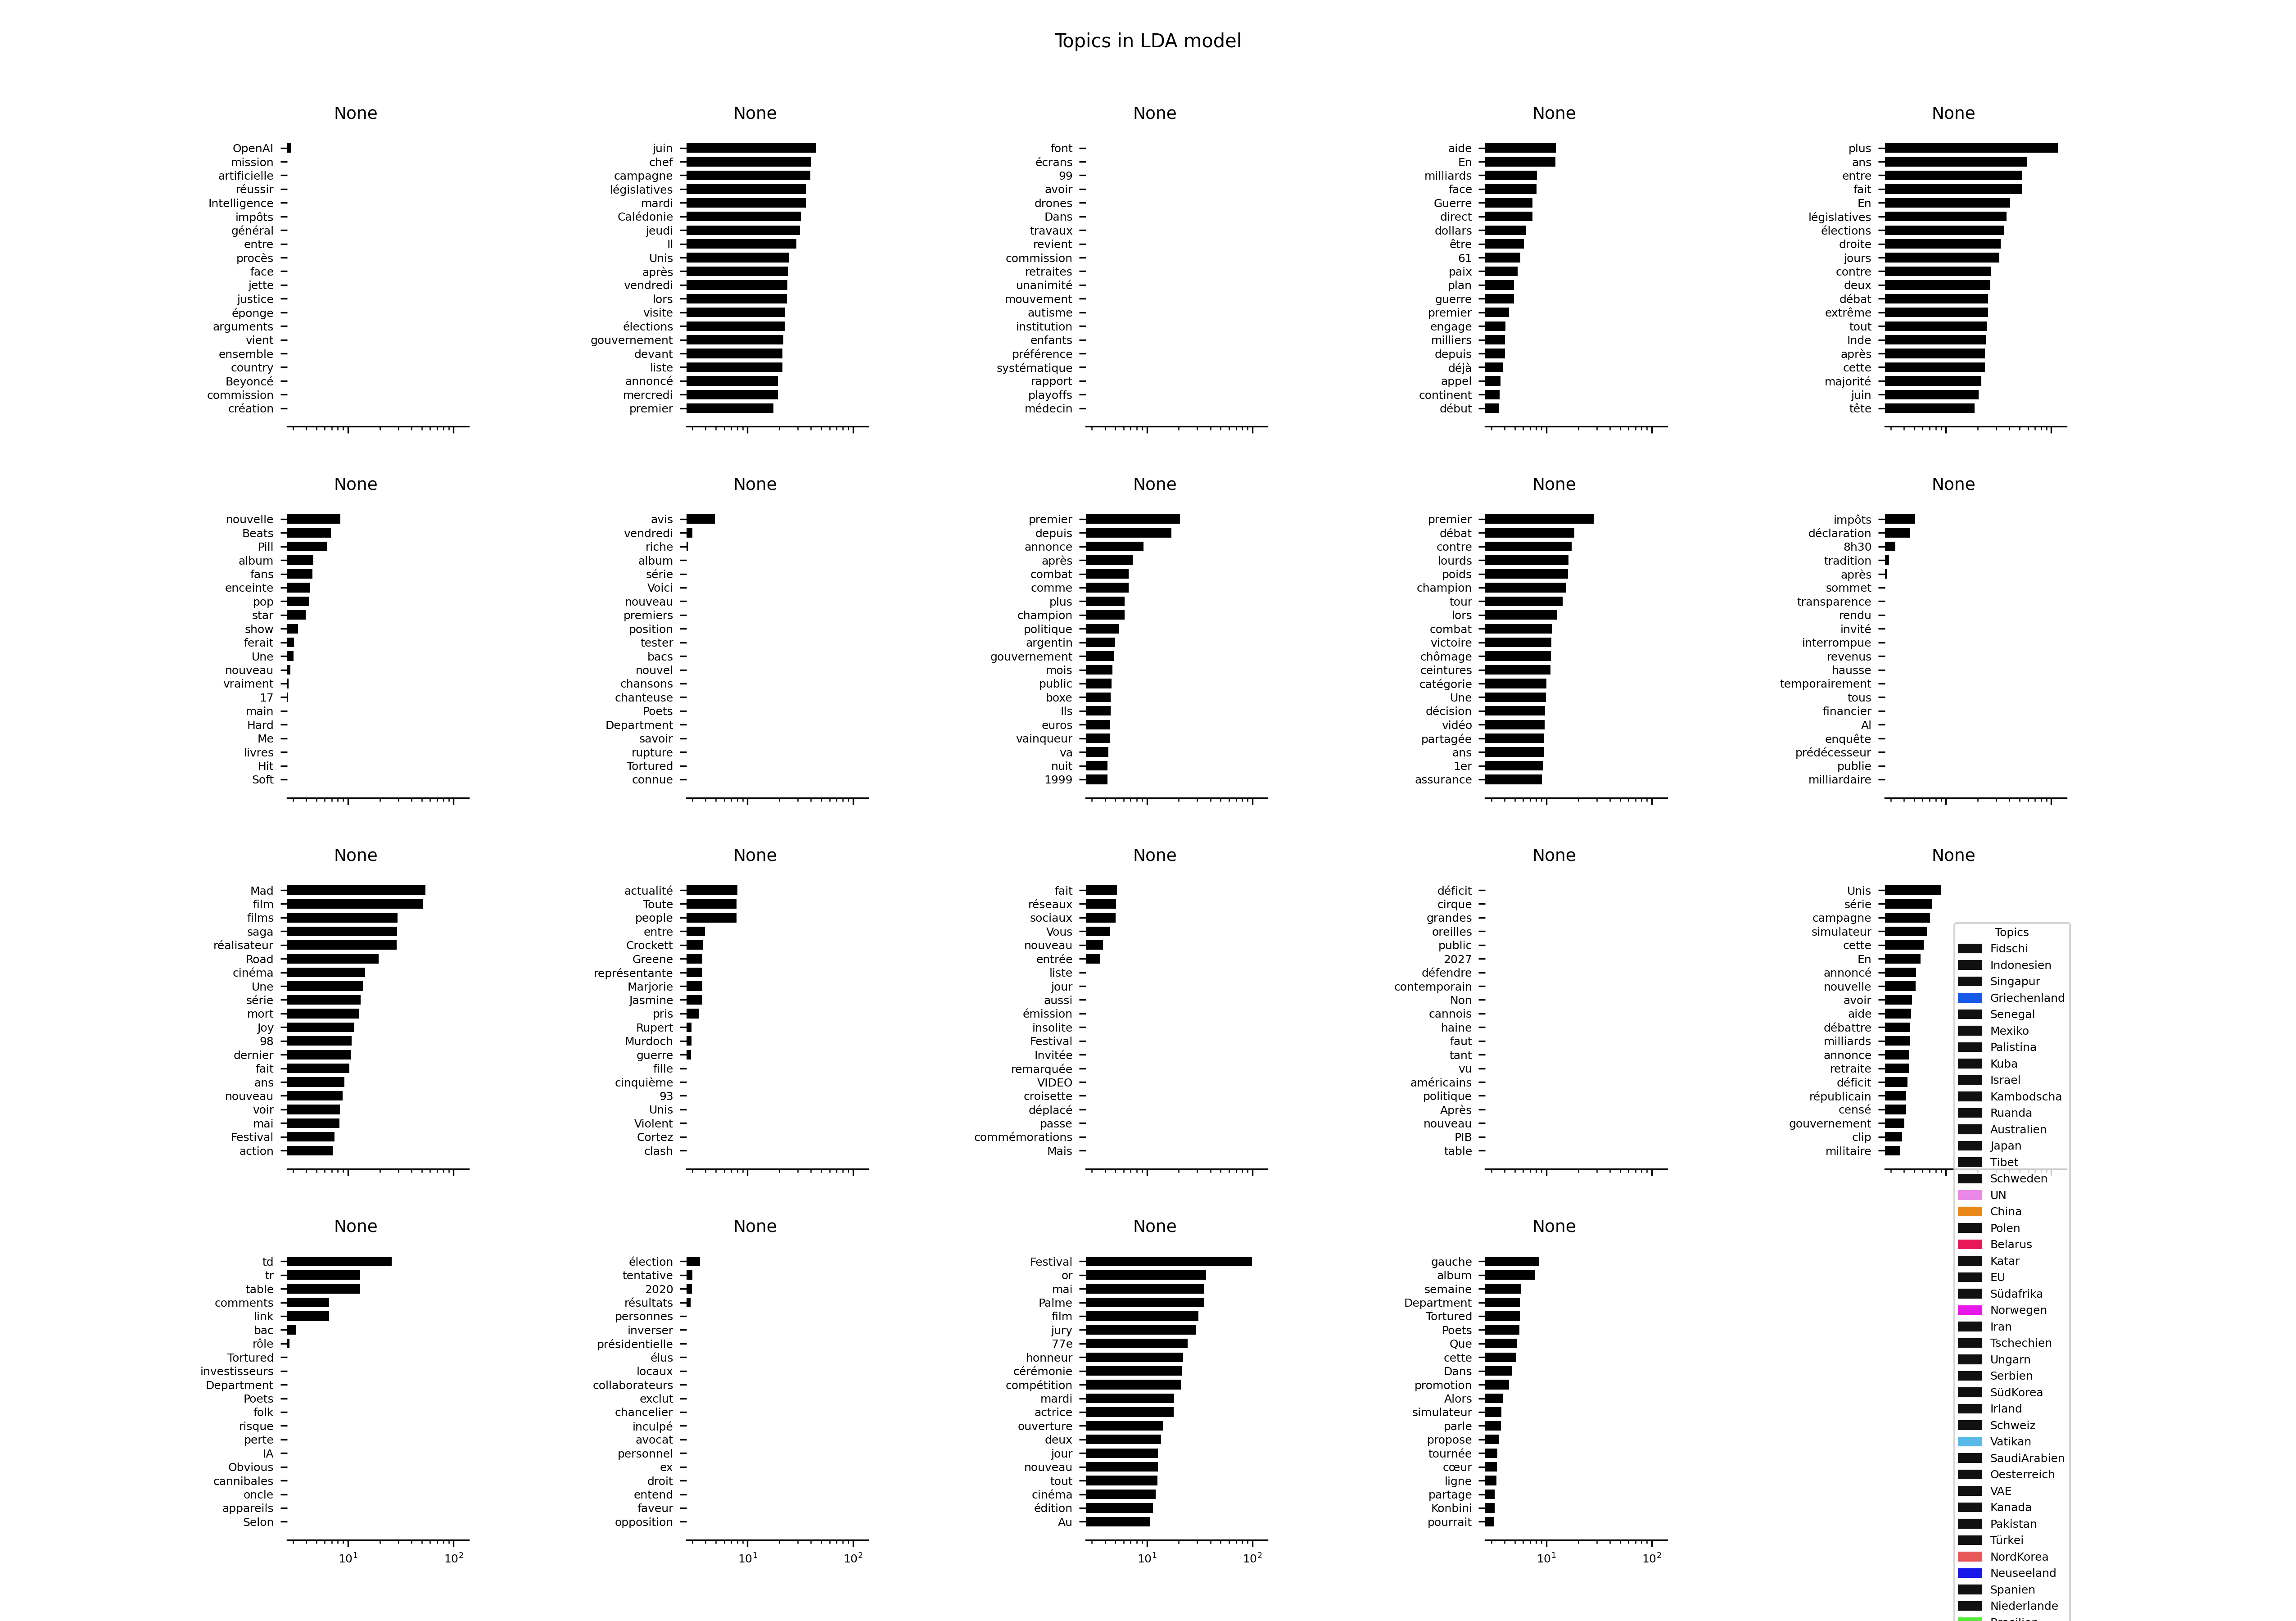 Topics in LDA model
None
OpenAI
mission
artificielle
réussir
Intelligence
impôts
général
entre
procès
face
jette
justice
éponge
arguments
vient
ensemble
country
Beyoncé
commission
création
None
juin
chef
campagne
législatives
mardi
Calédonie
jeudi
Il
Unis
après
vendredi
lors
visite
élections
gouvernement
devant
liste
annoncé
mercredi
premier
None
font
écrans
99
avoir
drones
Dans
travaux
revient
commission
retraites
unanimité
mouvement
autisme
institution
enfants
préférence
systématique
rapport
playoffs
médecin
None
aide
En
milliards
face
Guerre
direct
dollars
être
61
paix
plan
guerre
premier
engage
milliers
depuis
déjà
appel
continent
début
None
plus
ans
entre
fait
En
législatives
élections
droite
jours
contre
deux
débat
extrême
tout
Inde
après
cette
majorité
juin
tête
None
nouvelle
Beats
Pill
album
fans
enceinte
pop
star
show
ferait
Une
nouveau
vraiment
17
main
Hard
Me
livres
Hit
Soft
None
avis
vendredi
riche
album
série
Voici
nouveau
premiers
position
tester
bacs
nouvel
chansons
chanteuse
Poets
Department
savoir
rupture
Tortured
connue
None
premier
depuis
annonce
après
combat
comme
plus
champion
politique
argentin
gouvernement
mois
public
boxe
Ils
euros
vainqueur
va
nuit
1999
None
premier
débat
contre
lourds
poids
champion
tour
lors
combat
victoire
chômage
ceintures
catégorie
Une
décision
vidéo
partagée
ans
1er
assurance
None
impôts
déclaration
8h30
tradition
après
sommet
transparence
rendu
invité
interrompue
revenus
hausse
temporairement
tous
financier
AI
enquête
prédécesseur
publie
milliardaire
None
Mad
film
films
saga
réalisateur
Road
cinéma
Une
série
mort
Joy
98
dernier
fait
ans
nouveau
voir
mai
Festival
action
None
actualité
Toute
people
entre
Crockett
Greene
représentante
Marjorie
Jasmine
pris
Rupert
Murdoch
guerre
fille
cinquième
93
Unis
Violent
Cortez
clash
None
fait
réseaux
sociaux
Vous
nouveau
entrée
liste
jour
aussi
émission
insolite
Festival
Invitée
remarquée
VIDEO
croisette
déplacé
passe
commémorations
Mais
None
déficit
cirque
grandes
oreilles
public
2027
défendre
contemporain
Non
cannois
haine
faut
tant
vu
américains
politique
Après
nouveau
PIB
table
None
Unis
série
campagne
simulateur
cette
En
annoncé
nouvelle
avoir
aide
débattre
milliards
annonce
retraite
déficit
républicain
censé
gouvernement
clip
militaire
None
td
tr
table
comments
link
bac
rôle
Tortured
investisseurs
Department
Poets
folk
risque
perte
IA
Obvious
cannibales
oncle
appareils
Selon
10¹ 10²
None
élection
tentative
2020
résultats
personnes
inverser
présidentielle
élus
locaux
collaborateurs
exclut
chancelier
inculpé
avocat
personnel
ex
droit
entend
faveur
opposition
10¹ 10²
None
Festival
or
mai
Palme
film
jury
77e
honneur
cérémonie
compétition
mardi
actrice
ouverture
deux
jour
nouveau
tout
cinéma
édition
Au
10¹ 10²
None
gauche
album
semaine
Department
Tortured
Poets
Que
cette
Dans
promotion
Alors
simulateur
parle
propose
tournée
cœur
ligne
partage
Konbini
pourrait
10¹ 10²
Topics
Fidschi
Indonesien
Singapur
Griechenland
Senegal
Mexiko
Palistina
Kuba
Israel
Kambodscha
Ruanda
Australien
Japan
Tibet
Schweden
UN
China
Polen
Belarus
Katar
EU
Südafrika
Norwegen
Iran
Tschechien
Ungarn
Serbien
SüdKorea
Irland
Schweiz
Vatikan
SaudiArabien
Oesterreich
VAE
Kanada
Pakistan
Türkei
NordKorea
Neuseeland
Spanien
Niederlande